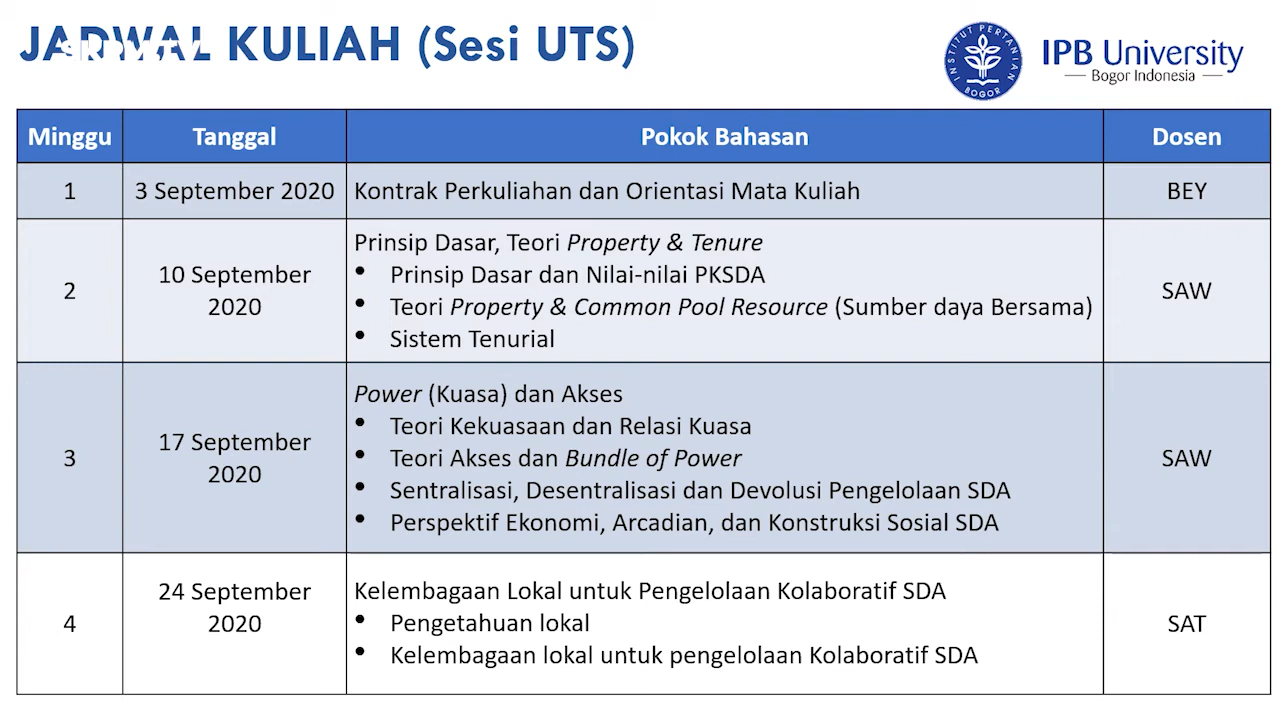 JADWAL KULIAH (Sesi UTS)
INSTITUT PERTANIAN
BOGOR
IPB University
Bogor Indonesia
Minggu Tanggal Pokok Bahasan Dosen
1 3 September 2020 Kontrak Perkuliahan dan Orientasi Mata Kuliah BEY
2 10 September 2020 Prinsip Dasar, Teori Property & Tenure
• Prinsip Dasar dan Nilai-nilai PKSDA
• Teori Property & Common Pool Resource (Sumber daya Bersama)
• Sistem Tenurial
SAW
3 17 September 2020 Power (Kuasa) dan Akses
• Teori Kekuasaan dan Relasi Kuasa
• Teori Akses dan Bundle of Power
• Sentralisasi, Desentralisasi dan Devolusi Pengelolaan SDA
• Perspektif Ekonomi, Arcadian, dan Konstruksi Sosial SDA
SAW
4 24 September 2020 Kelembagaan Lokal untuk Pengelolaan Kolaboratif SDA
• Pengetahuan lokal
• Kelembagaan lokal untuk pengelolaan Kolaboratif SDA
SAT